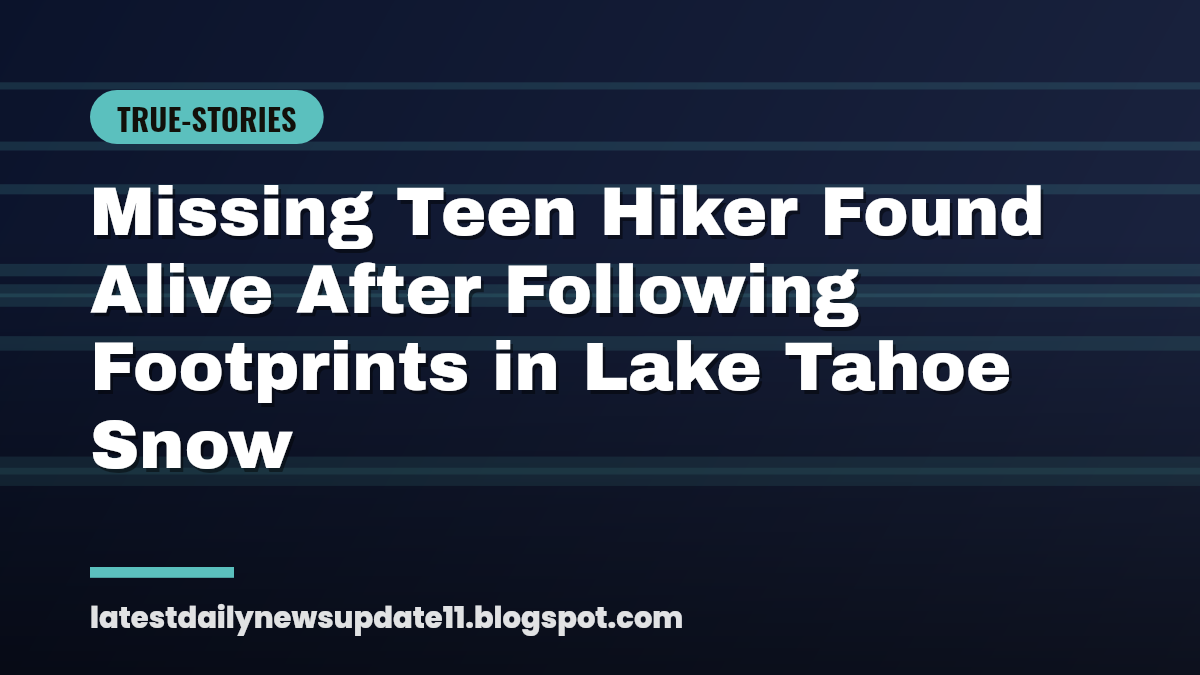 TRUE-STORIES
Missing Teen Hiker Found
Alive After Following
Footprints in Lake Tahoe
Snow
latestdailynewsupdate11.blogspot.com